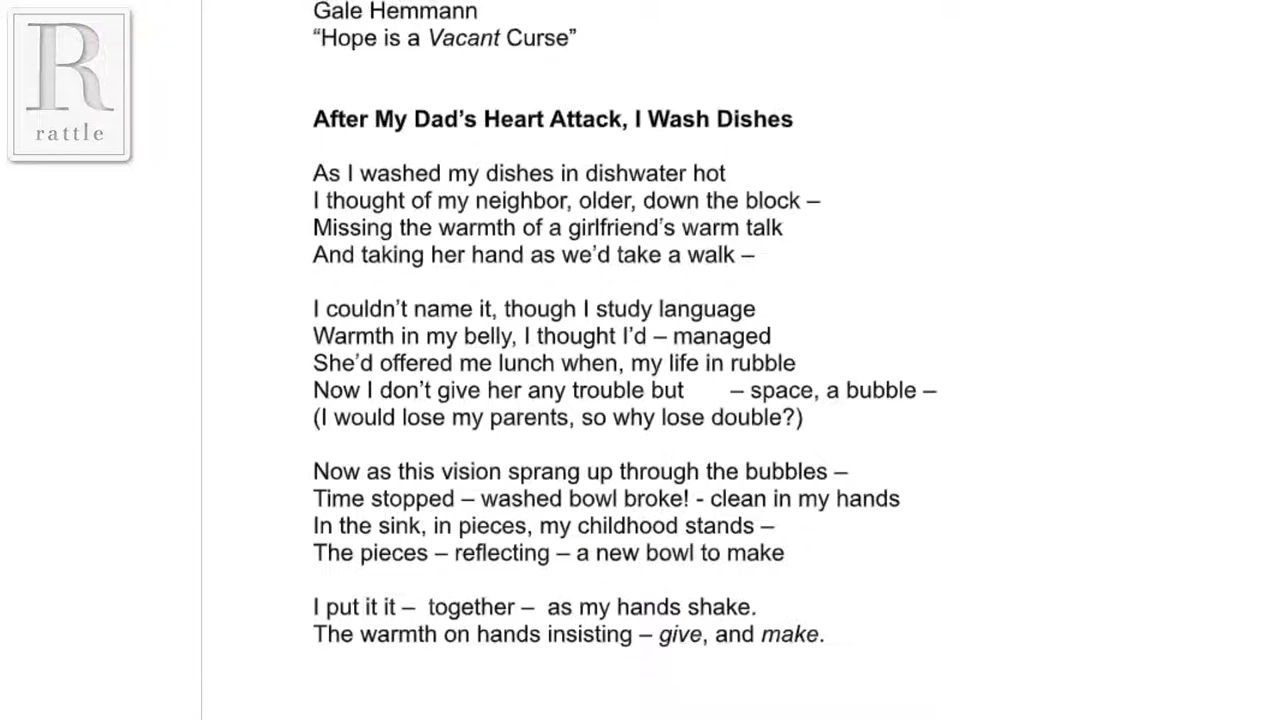 R
rattle
Gale Hemmann
“Hope is a Vacant Curse”
After My Dad’s Heart Attack, I Wash Dishes
As I washed my dishes in dishwater hot
I thought of my neighbor, older, down the block –
Missing the warmth of a girlfriend’s warm talk
And taking her hand as we’d take a walk –
I couldn’t name it, though I study language
Warmth in my belly, I thought I’d – managed
She’d offered me lunch when, my life in rubble
Now I don’t give her any trouble but – space, a bubble –
(I would lose my parents, so why lose double?)
Now as this vision sprang up through the bubbles –
Time stopped – washed bowl broke! - clean in my hands
In the sink, in pieces, my childhood stands –
The pieces – reflecting – a new bowl to make
I put it it – together – as my hands shake.
The warmth on hands insisting – give, and make.